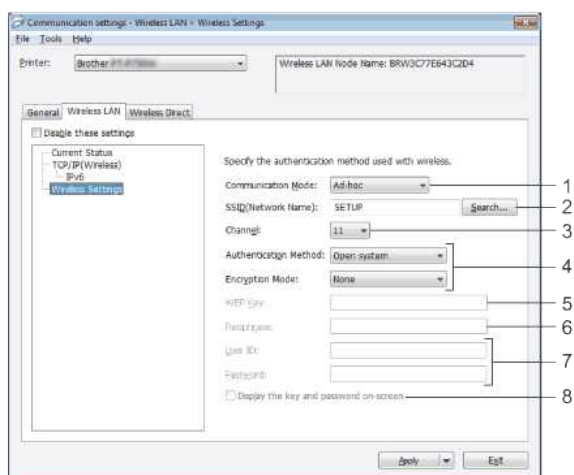 Communication settings - Wireless LAN > Wireless Settings
File Tools Help
Printer: Brother
Wireless LAN Node Name: BRW3C77E643C2D4
General Wireless LAN Wireless Direct
Disable these settings
Current Status
TCP/IP(Wireless)
IPv6
Wireless Settings
Specify the authentication method used with wireless.
Communication Mode: Ad-hoc 1
SSID(Network Name): SETUP Search... 2
Channel: 11 3
Authentication Method: Open system
4
Encryption Mode: None
WEP Key: 5
Passphrase: 6
User ID:
7
Password:
Display the key and password on-screen 8
Apply Exit